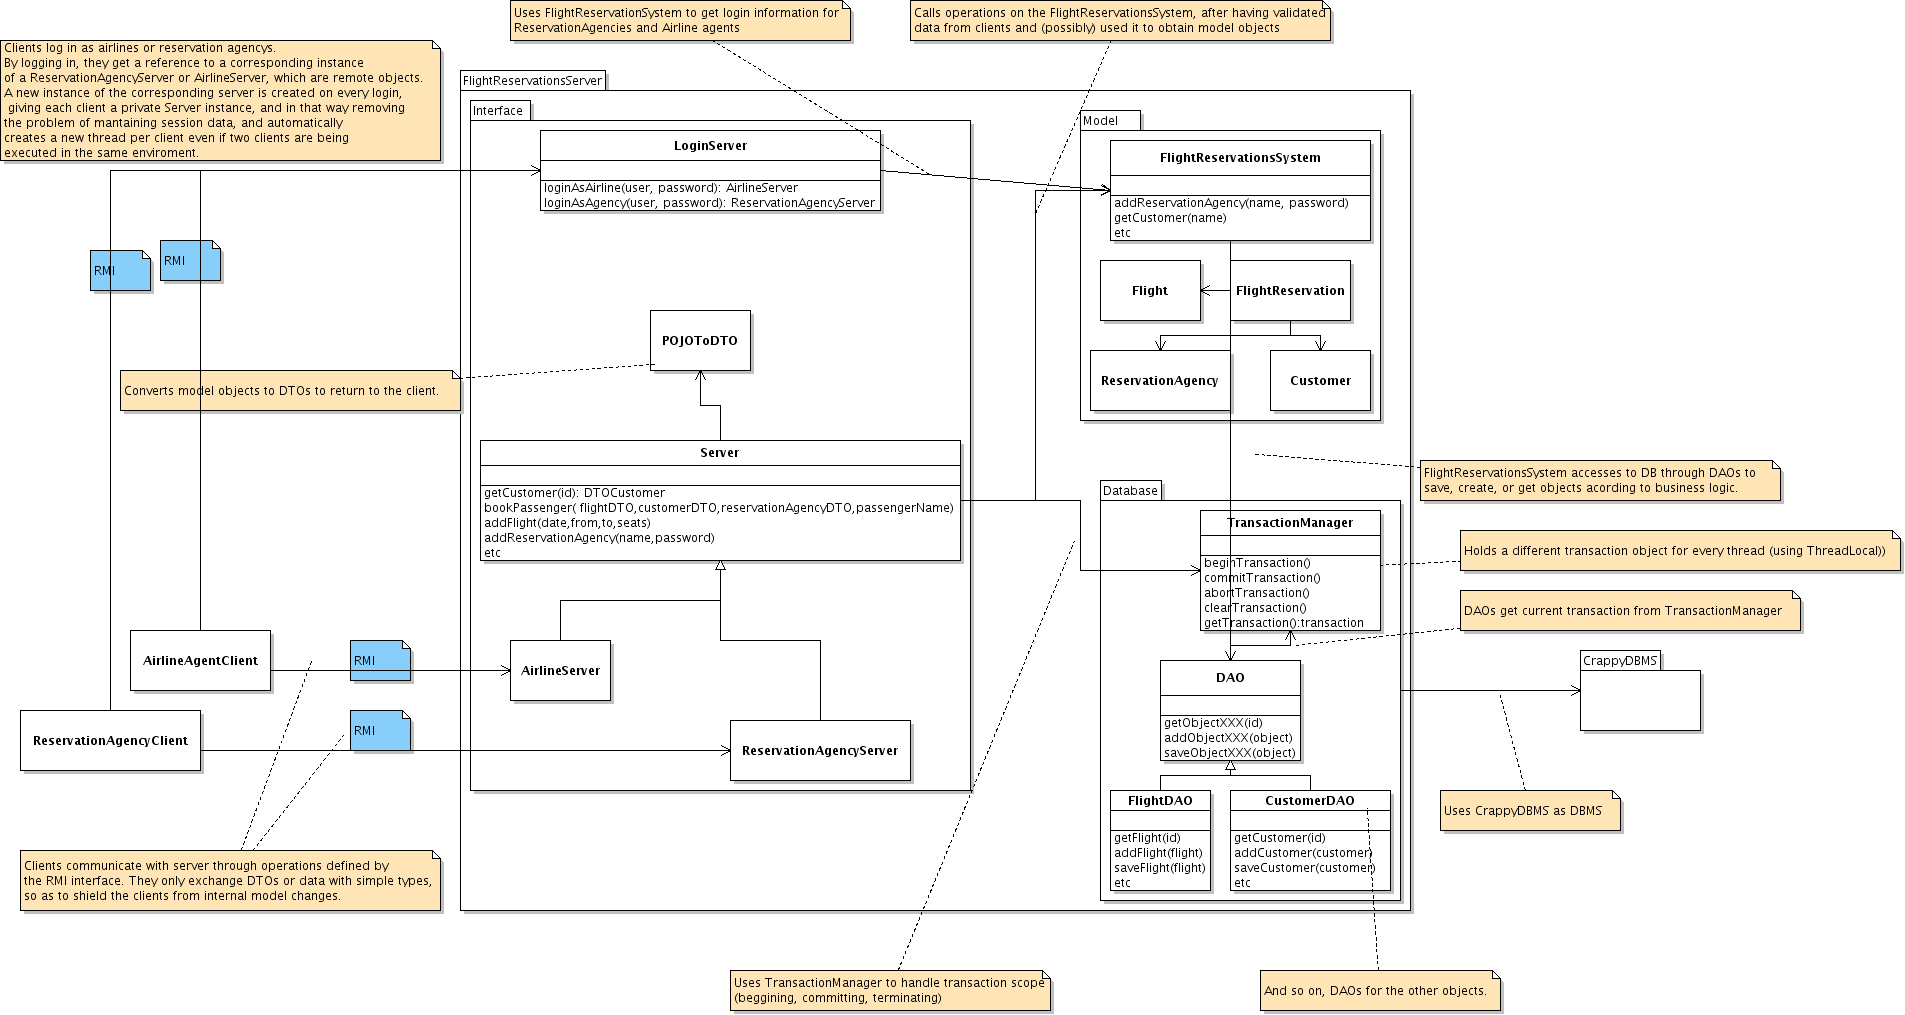 Uses FlightReservationSystem to get login information for
ReservationAgencies and Airline agents
Calls operations on the FlightReservationsSystem, after having validated
data from clients and (possibly) used it to obtain model objects
Clients log in as airlines or reservation agencys.
By logging in, they get a reference to a corresponding instance
of a ReservationAgencyServer or AirlineServer, which are remote objects.
A new instance of the corresponding server is created on every login,
giving each client a private Server instance, and in that way removing
the problem of mantaining session data, and automatically
creates a new thread per client even if two clients are being
executed in the same enviroment.
FlightReservationsServer
Interface
LoginServer
loginAsAirline(user, password): AirlineServer
loginAsAgency(user, password): ReservationAgencyServer
Model
FlightReservationsSystem
addReservationAgency(name, password)
getCustomer(name)
etc
RMI
RMI
Flight
FlightReservation
ReservationAgency
Customer
POJOToDTO
Converts model objects to DTOs to return to the client.
Server
getCustomer(id): DTOCustomer
bookPassenger( flightDTO,customerDTO,reservationAgencyDTO,passengerName)
addFlight(date,from,to,seats)
addReservationAgency(name,password)
etc
FlightReservationsSystem accesses to DB through DAOs to
save, create, or get objects acording to business logic.
Database
TransactionManager
beginTransaction()
commitTransaction()
abortTransaction()
clearTransaction()
getTransaction():transaction
Holds a different transaction object for every thread (using ThreadLocal))
DAOs get current transaction from TransactionManager
AirlineAgentClient
RMI
AirlineServer
ReservationAgencyClient
RMI
ReservationAgencyServer
DAO
getObjectXXX(id)
addObjectXXX(object)
saveObjectXXX(object)
CrappyDBMS
FlightDAO
getFlight(id)
addFlight(flight)
saveFlight(flight)
etc
CustomerDAO
getCustomer(id)
addCustomer(customer)
saveCustomer(customer)
etc
Uses CrappyDBMS as DBMS
Clients communicate with server through operations defined by
the RMI interface. They only exchange DTOs or data with simple types,
so as to shield the clients from internal model changes.
Uses TransactionManager to handle transaction scope
(beggining, committing, terminating)
And so on, DAOs for the other objects.